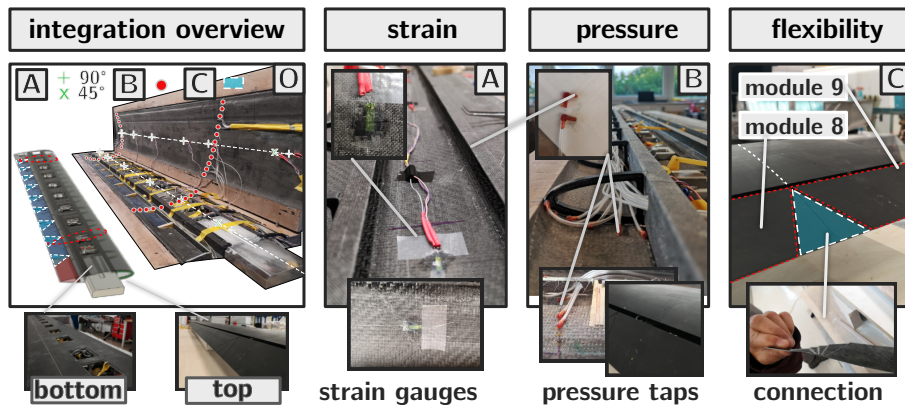 integration overview
strain
pressure
flexibility
A
+ 90°
x 45°
B
C
O
A
B
C
module 9
module 8
bottom
top
strain gauges
pressure taps
connection